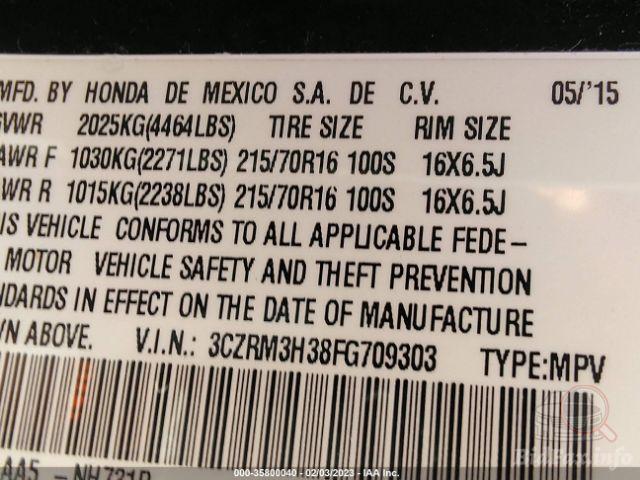 MFD. BY HONDA DE MEXICO S.A. DE C.V. 05/'15
GVWR 2025KG(4464LBS) TIRE SIZE RIM SIZE
AWR F 1030KG(2271LBS) 215/70R16 100S 16X6.5J
AWR R 1015KG(2238LBS) 215/70R16 100S 16X6.5J
IS VEHICLE CONFORMS TO ALL APPLICABLE FEDE-
MOTOR VEHICLE SAFETY AND THEFT PREVENTION
NDARDS IN EFFECT ON THE DATE OF MANUFACTURE
WN ABOVE. V.I.N.: 3CZRM3H38FG709303 TYPE:MPV
BidFax.info
000-35800040 - 02/03/2023 - IAA Inc.